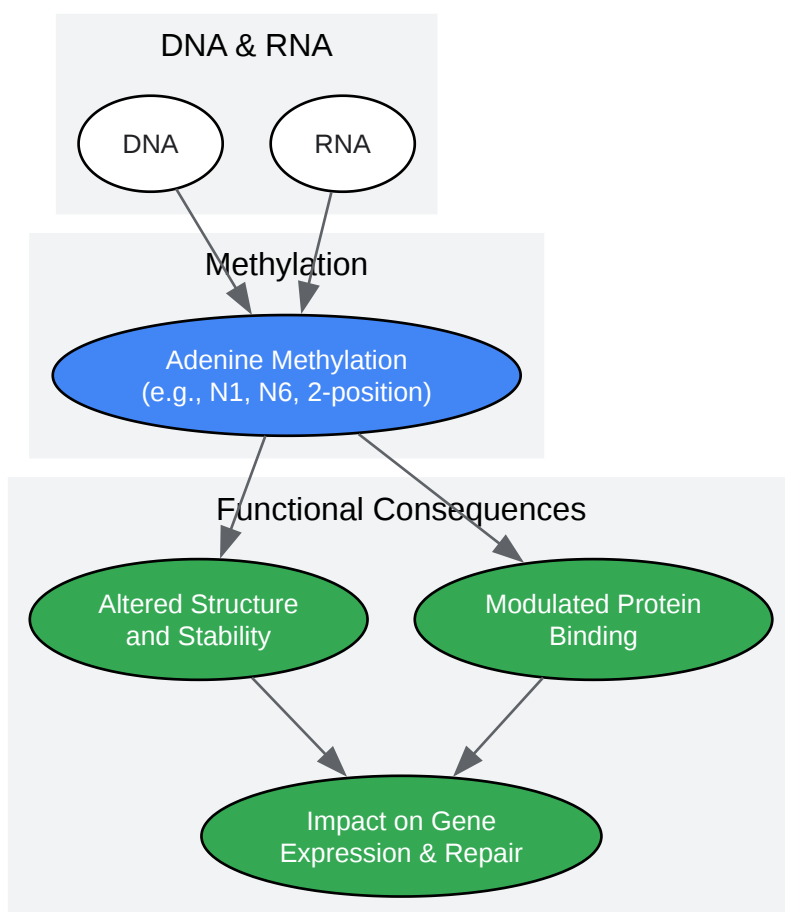 DNA & RNA
DNA
RNA
Methylation
Adenine Methylation
(e.g., N1, N6, 2-position)
Functional Consequences
Altered Structure
and Stability
Modulated Protein
Binding
Impact on Gene
Expression & Repair